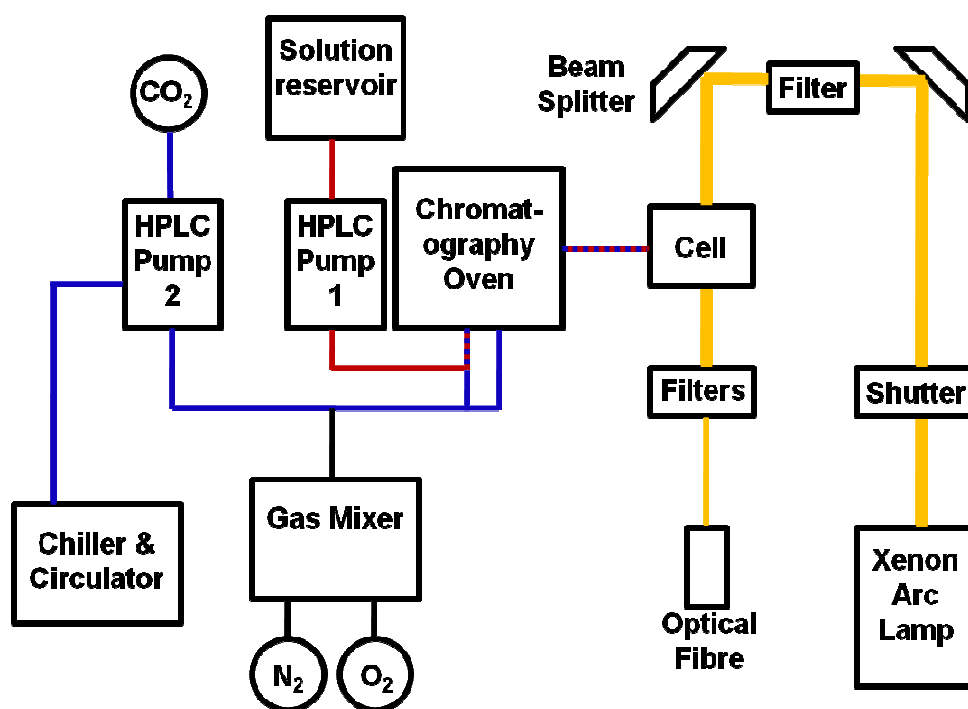 Solution
reservoir
CO₂
Beam
Splitter
Filter
HPLC
Pump
2
HPLC
Pump
1
Chromat-
ography
Oven
Cell
Filters
Shutter
Chiller &
Circulator
Gas Mixer
N₂
O₂
Optical
Fibre
Xenon
Arc
Lamp